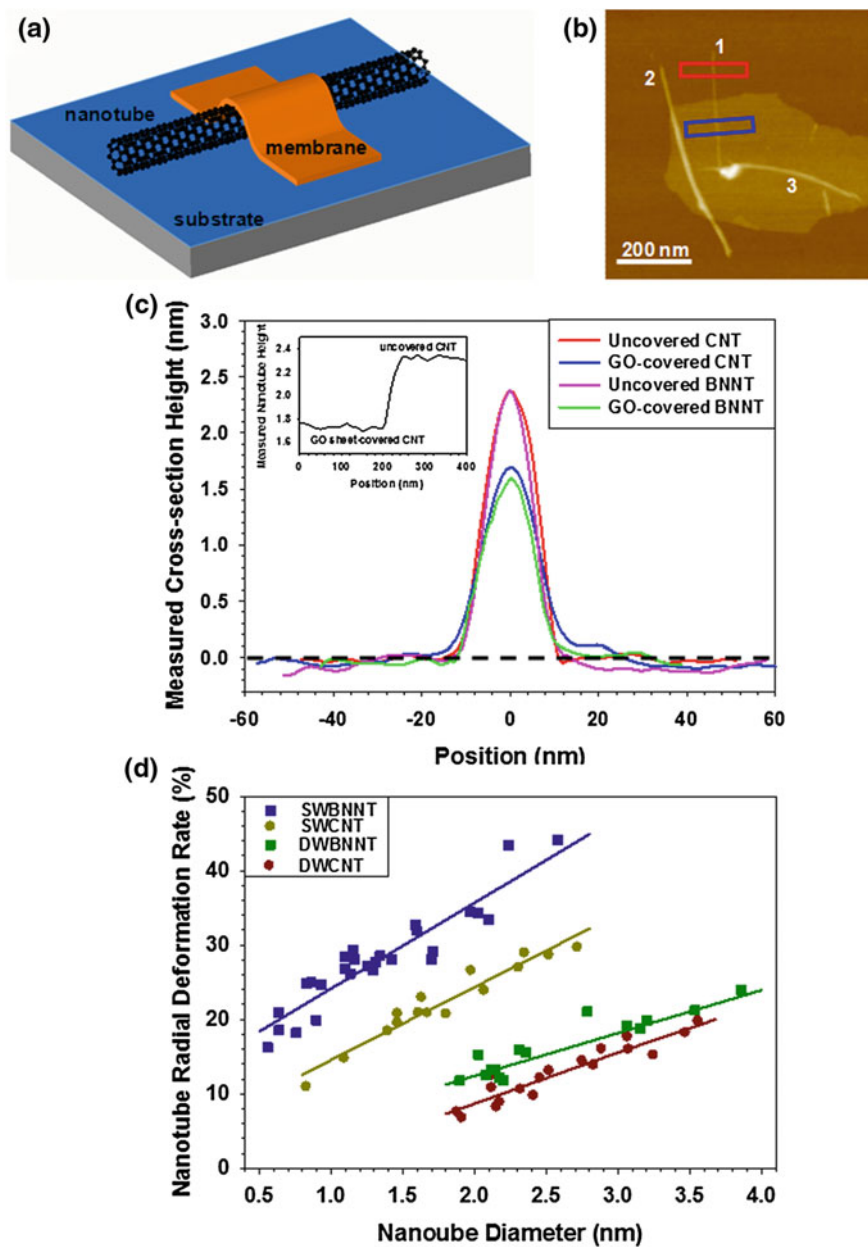 (a)
nanotube
membrane
substrate
(b)
1
2
3
200 nm
(c)
Measured Cross-section Height (nm)
3.0
2.5
2.0
1.5
1.0
0.5
0.0
-60 -40 -20 0 20 40 60
Position (nm)
Measured Nanotube Height
2.4
2.2
2.0
1.8
1.6
uncovered CNT
GO sheet-covered CNT
0 100 200 300 400
Position (nm)
Uncovered CNT
GO-covered CNT
Uncovered BNNT
GO-covered BNNT
(d)
Nanotube Radial Deformation Rate (%)
50
40
30
20
10
0
SWBNNT
SWCNT
DWBNNT
DWCNT
0.5 1.0 1.5 2.0 2.5 3.0 3.5 4.0
Nanoube Diameter (nm)